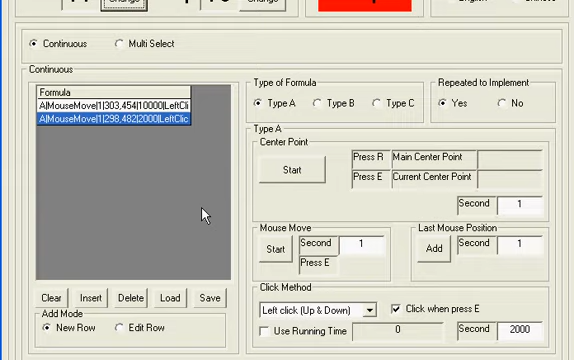 Change
Change
English
Continuous
Multi Select
Continuous
Formula
A|MouseMove|1|303,454|10000|LeftCli
A|MouseMove|1|298,482|2000|LeftClic
Clear
Insert
Delete
Load
Save
Add Mode
New Row
Edit Row
Type of Formula
Type A
Type B
Type C
Repeated to Implement
Yes
No
Type A
Center Point
Start
Press R
Main Center Point
Press E
Current Center Point
Second
1
Mouse Move
Start
Second
1
Press E
Last Mouse Position
Add
Second
1
Click Method
Left click (Up & Down)
Click when press E
Use Running Time
0
Second
2000